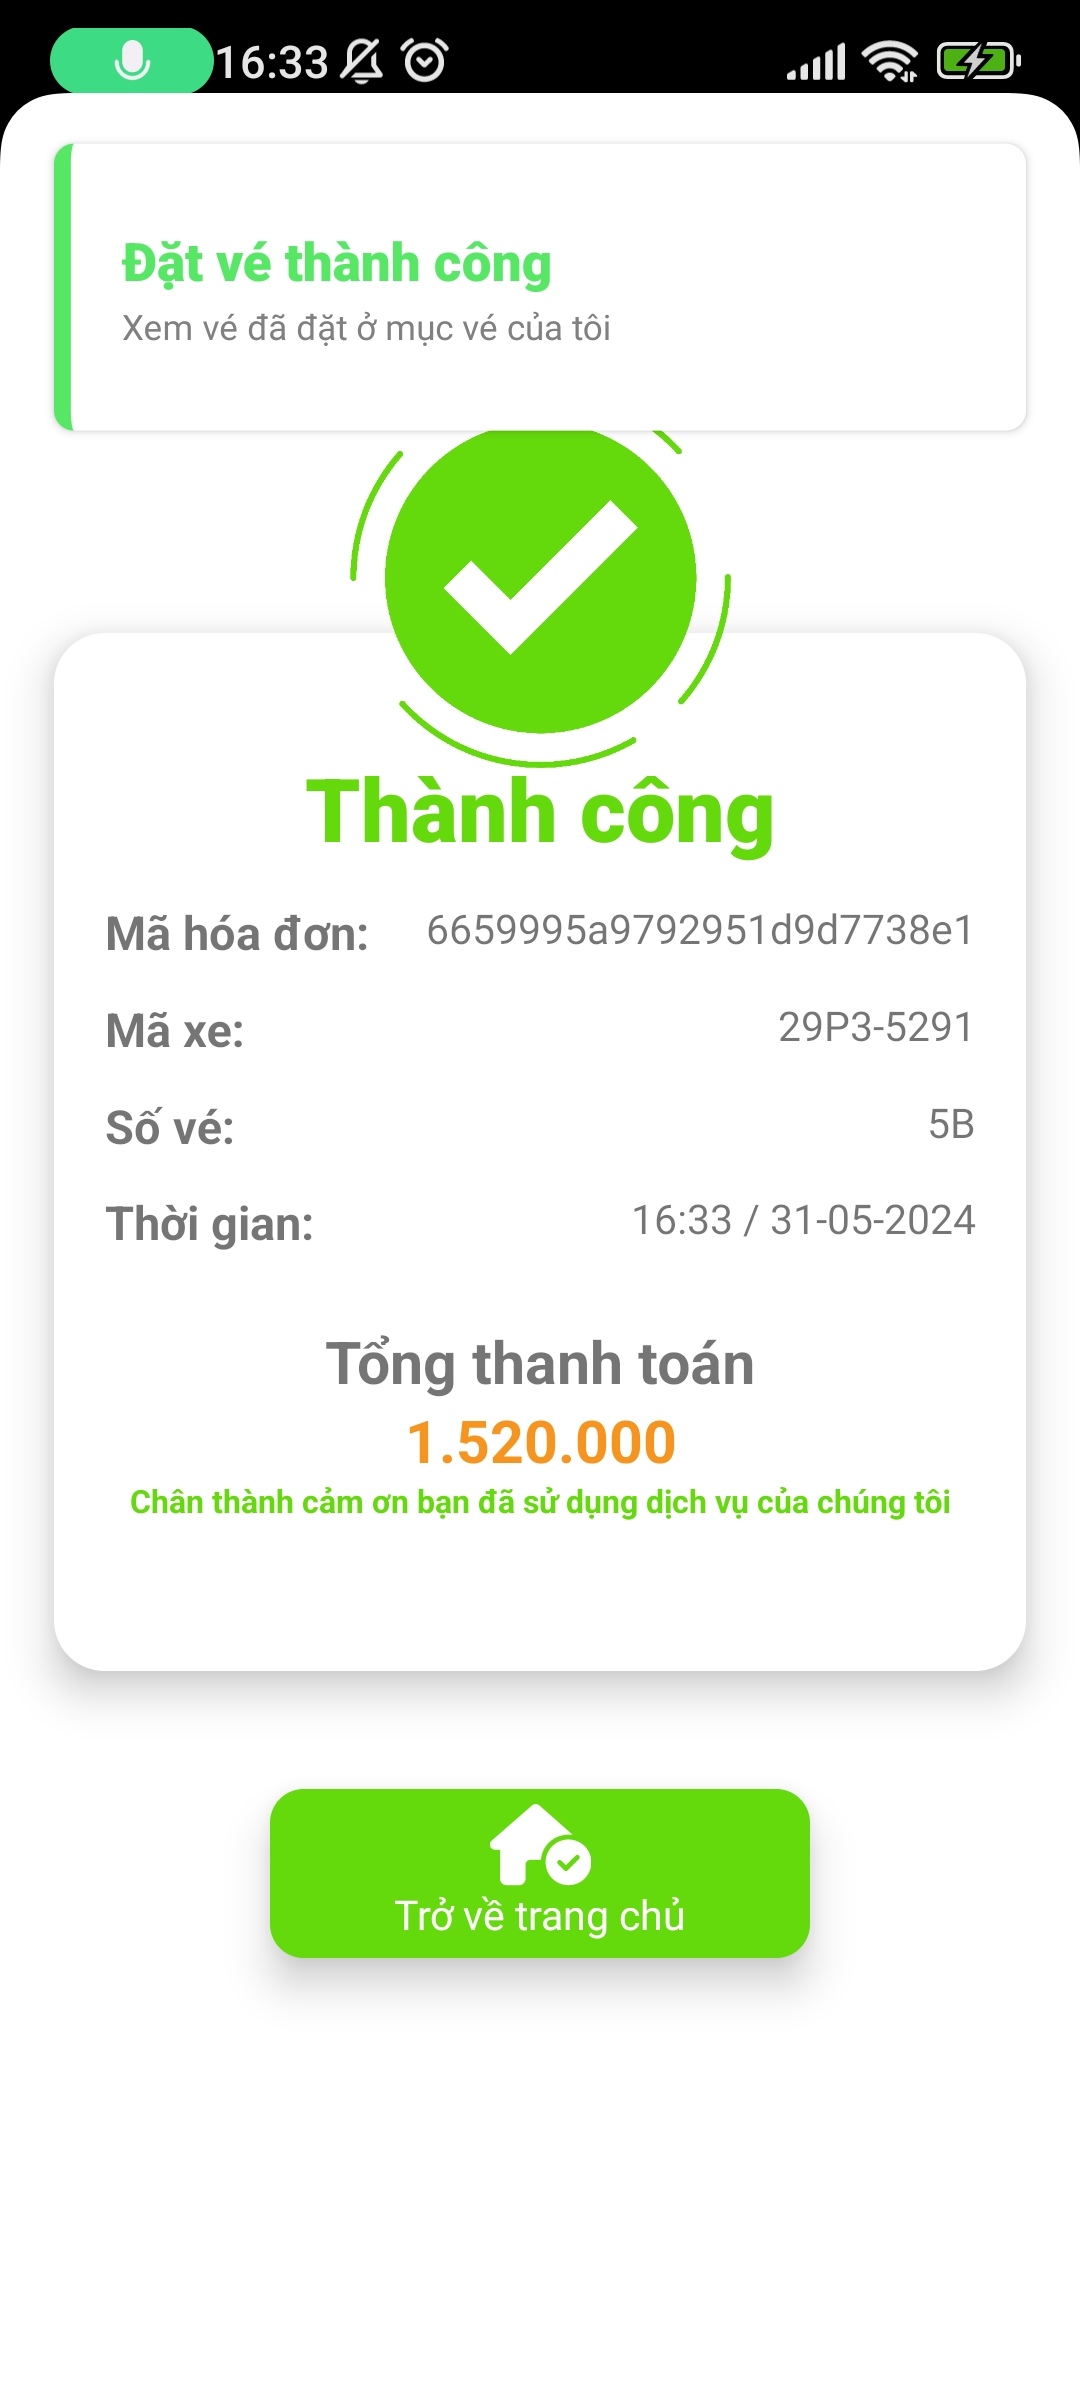 16:33
Đặt vé thành công
Xem vé đã đặt ở mục vé của tôi
Thành công
Mã hóa đơn: 6659995a9792951d9d7738e1
Mã xe: 29P3-5291
Số vé: 5B
Thời gian: 16:33 / 31-05-2024
Tổng thanh toán
1.520.000
Chân thành cảm ơn bạn đã sử dụng dịch vụ của chúng tôi
Trở về trang chủ